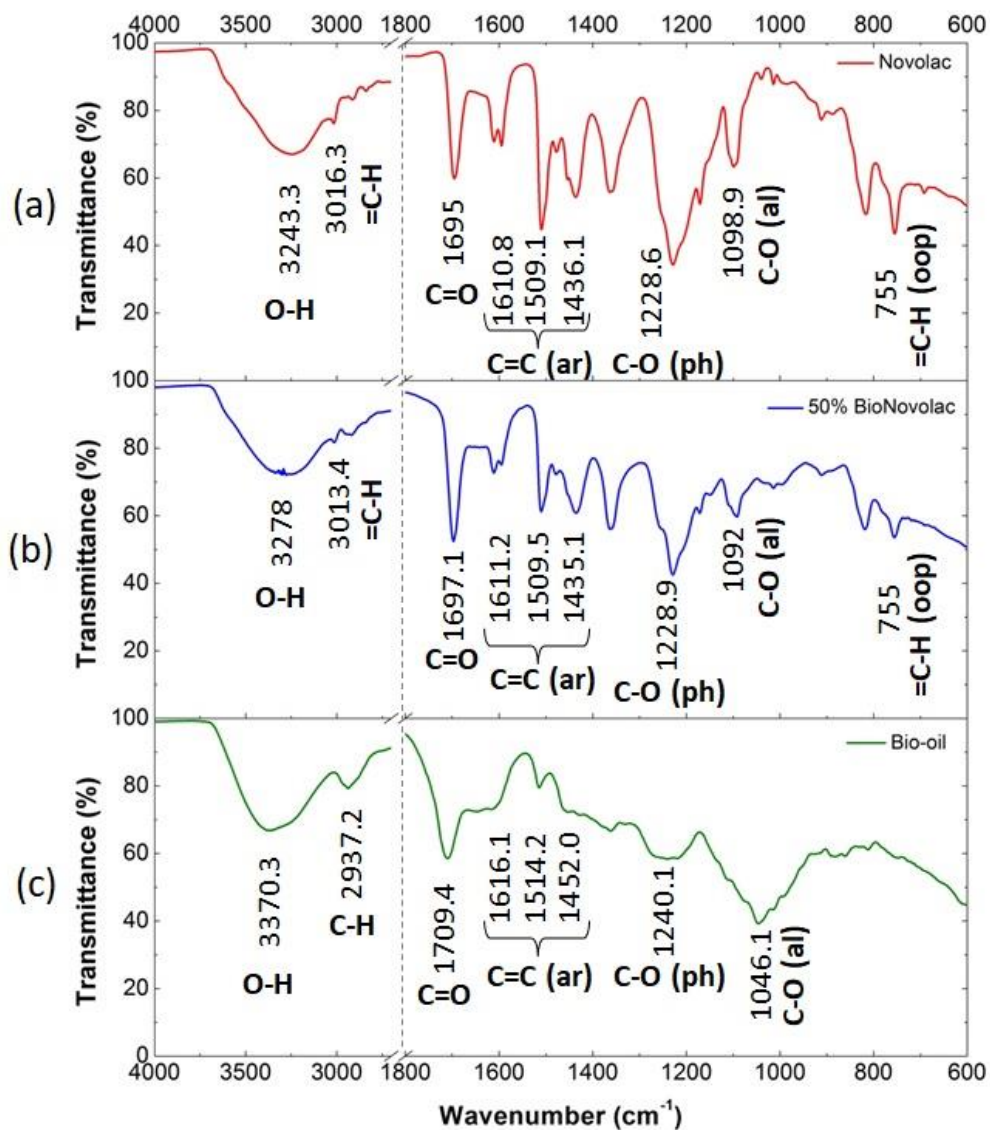 4000 3500 3000 1800 1600 1400 1200 1000 800 600
(a)
Transmittance (%)
100
80
60
40
20
Novolac
3243.3
O-H
3016.3
=C-H
1695
C=O
1610.8
1509.1
1436.1
C=C (ar)
1228.6
C-O (ph)
1098.9
C-O (al)
755
=C-H (oop)
(b)
Transmittance (%)
100
80
60
40
20
50% BioNovolac
3278
O-H
3013.4
=C-H
1697.1
C=O
1611.2
1509.5
1435.1
C=C (ar)
1228.9
C-O (ph)
1092
C-O (al)
755
=C-H (oop)
(c)
Transmittance (%)
100
80
60
40
20
0
Bio-oil
3370.3
O-H
2937.2
C-H
1709.4
C=O
1616.1
1514.2
1452.0
C=C (ar)
1240.1
C-O (ph)
1046.1
C-O (al)
4000 3500 3000 1800 1600 1400 1200 1000 800 600
Wavenumber (cm⁻¹)